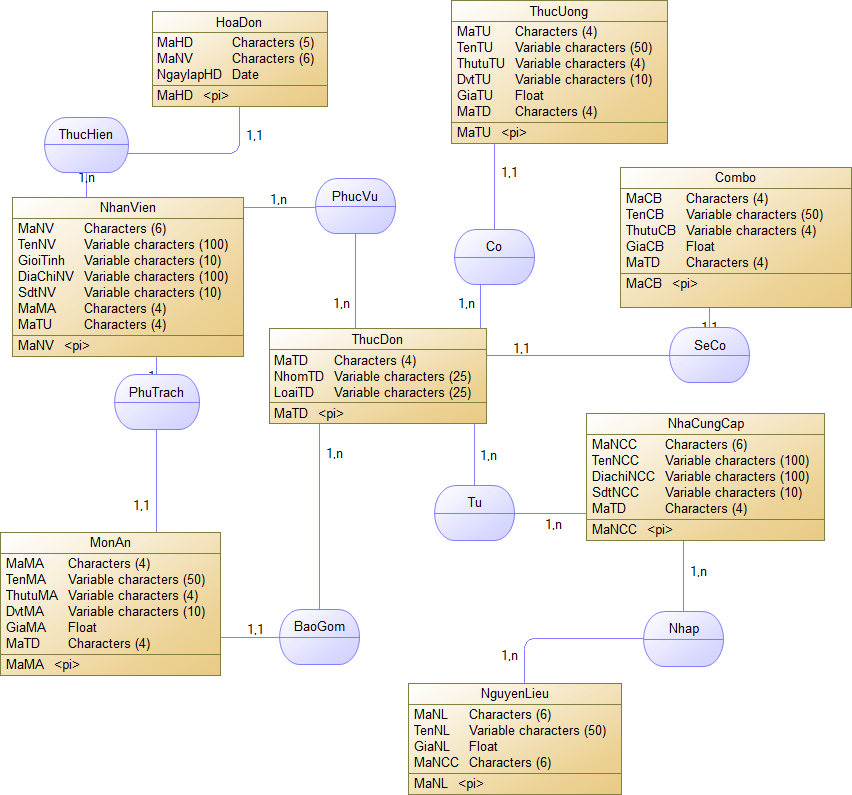 HoaDon
MaHD Characters (5)
MaNV Characters (6)
NgaylapHD Date
MaHD <pi>
ThucUong
MaTU Characters (4)
TenTU Variable characters (50)
ThutuTU Variable characters (4)
DvtTU Variable characters (10)
GiaTU Float
MaTD Characters (4)
MaTU <pi>
ThucHien
1,1
1,n
1,1
Combo
MaCB Characters (4)
TenCB Variable characters (50)
ThutuCB Variable characters (4)
GiaCB Float
MaTD Characters (4)
MaCB <pi>
NhanVien
MaNV Characters (6)
TenNV Variable characters (100)
GioiTinh Variable characters (10)
DiaChiNV Variable characters (100)
SdtNV Variable characters (10)
MaMA Characters (4)
MaTU Characters (4)
MaNV <pi>
1,n
PhucVu
1,n
Co
1,n
ThucDon
MaTD Characters (4)
NhomTD Variable characters (25)
LoaiTD Variable characters (25)
MaTD <pi>
1,1
1,1
SeCo
PhuTrach
1,1
1,n
1,n
Tu
1,n
NhaCungCap
MaNCC Characters (6)
TenNCC Variable characters (100)
DiachiNCC Variable characters (100)
SdtNCC Variable characters (10)
MaTD Characters (4)
MaNCC <pi>
MonAn
MaMA Characters (4)
TenMA Variable characters (50)
ThutuMA Variable characters (4)
DvtMA Variable characters (10)
GiaMA Float
MaTD Characters (4)
MaMA <pi>
1,1
BaoGom
1,n
Nhap
1,n
NguyenLieu
MaNL Characters (6)
TenNL Variable characters (50)
GiaNL Float
MaNCC Characters (6)
MaNL <pi>